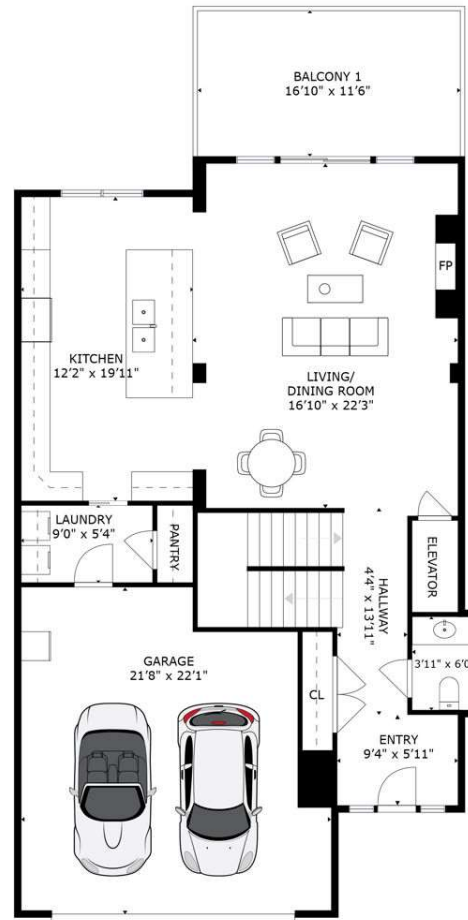 BALCONY 1
16'10" x 11'6"
FP
KITCHEN
12'2" x 19'11"
LIVING/
DINING ROOM
16'10" x 22'3"
LAUNDRY
9'0" x 5'4"
PANTRY
ELEVATOR
HALLWAY
4'4" x 13'11"
GARAGE
21'8" x 22'1"
CL
3'11" x 6'0
ENTRY
9'4" x 5'11"